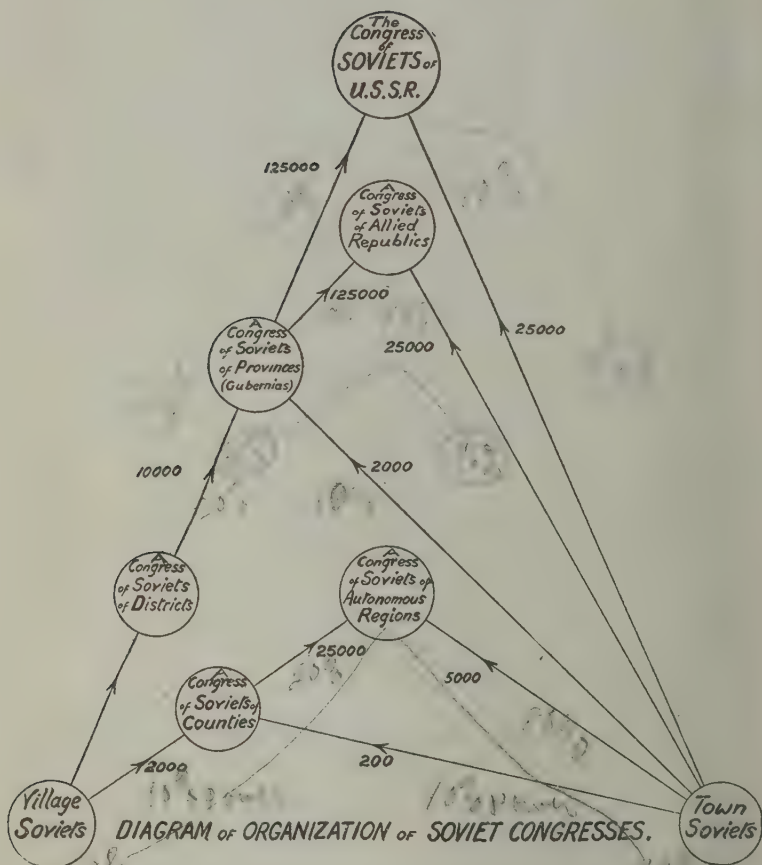 The
Congress
of
SOVIETS of
U.S.S.R.
125000
A
Congress
of Soviets
of Allied
Republics
125000
25000
25000
A
Congress
of Soviets
of Provinces
(Gubernias)
10000
2000
A
Congress
of Soviets
of Districts
A
Congress
of Soviets of
Autonomous
Regions
25000
5000
A
Congress
of Soviets of
Counties
2000
200
Village
Soviets
Town
Soviets
DIAGRAM OF ORGANIZATION OF SOVIET CONGRESSES.